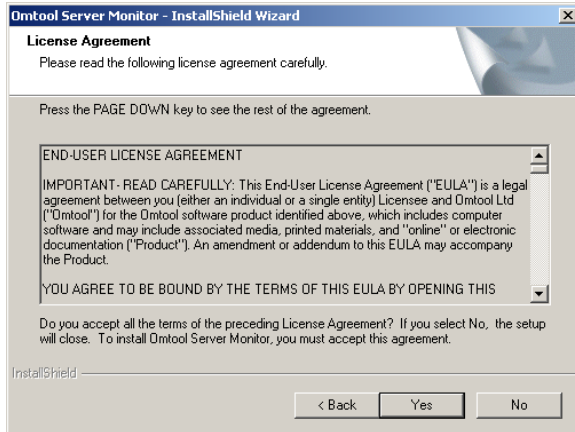 Omtool Server Monitor - InstallShield Wizard
License Agreement
Please read the following license agreement carefully.
Press the PAGE DOWN key to see the rest of the agreement.
END-USER LICENSE AGREEMENT
IMPORTANT- READ CAREFULLY: This End-User License Agreement ("EULA") is a legal
agreement between you (either an individual or a single entity) Licensee and Omtool Ltd
("Omtool") for the Omtool software product identified above, which includes computer
software and may include associated media, printed materials, and "online" or electronic
documentation ("Product"). An amendment or addendum to this EULA may accompany
the Product.
YOU AGREE TO BE BOUND BY THE TERMS OF THIS EULA BY OPENING THIS
Do you accept all the terms of the preceding License Agreement? If you select No, the setup
will close. To install Omtool Server Monitor, you must accept this agreement.
InstallShield
< Back
Yes
No